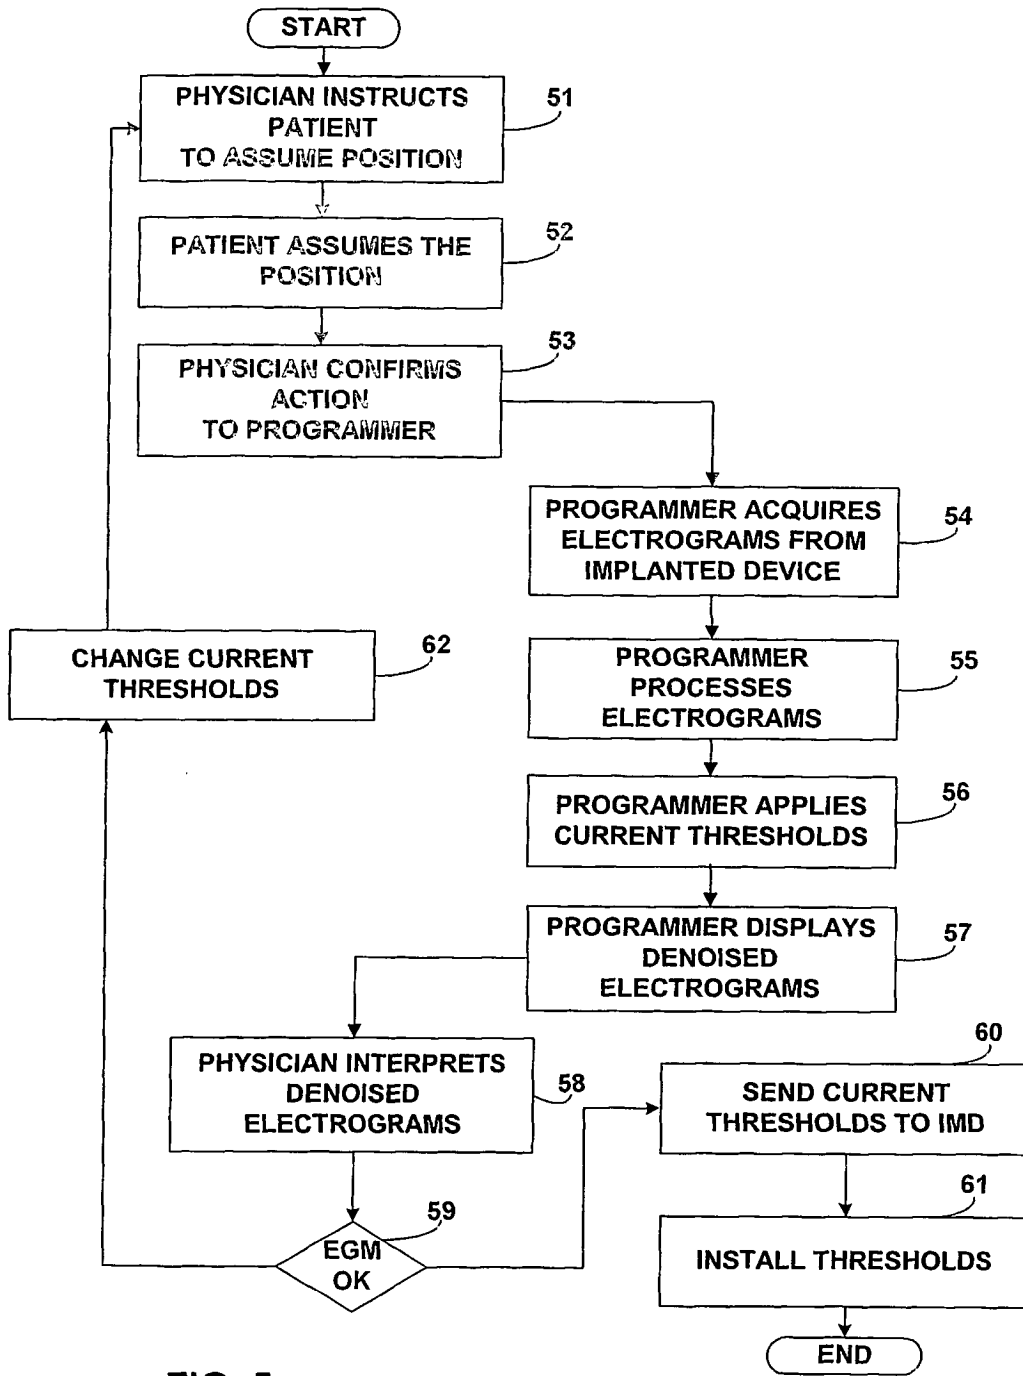 START
PHYSICIAN INSTRUCTS
PATIENT
TO ASSUME POSITION
51
PATIENT ASSUMES THE
POSITION
52
PHYSICIAN CONFIRMS
ACTION
TO PROGRAMMER
53
PROGRAMMER ACQUIRES
ELECTROGRAMS FROM
IMPLANTED DEVICE
54
PROGRAMMER
PROCESSES
ELECTROGRAMS
55
PROGRAMMER APPLIES
CURRENT THRESHOLDS
56
PROGRAMMER DISPLAYS
DENOISED
ELECTROGRAMS
57
PHYSICIAN INTERPRETS
DENOISED
ELECTROGRAMS
58
EGM
OK
59
SEND CURRENT
THRESHOLDS TO IMD
60
INSTALL THRESHOLDS
61
CHANGE CURRENT
THRESHOLDS
62
END